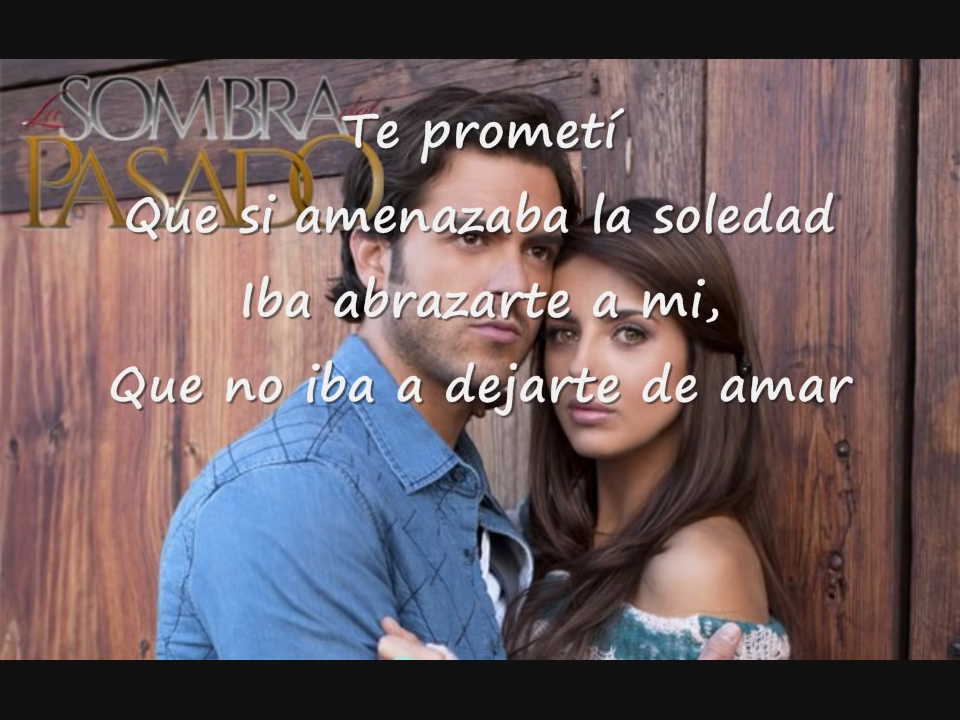 La SOMBRA del
PASADO
Te prometí
Que si amenazaba la soledad
Iba abrazarte a mi,
Que no iba a dejarte de amar